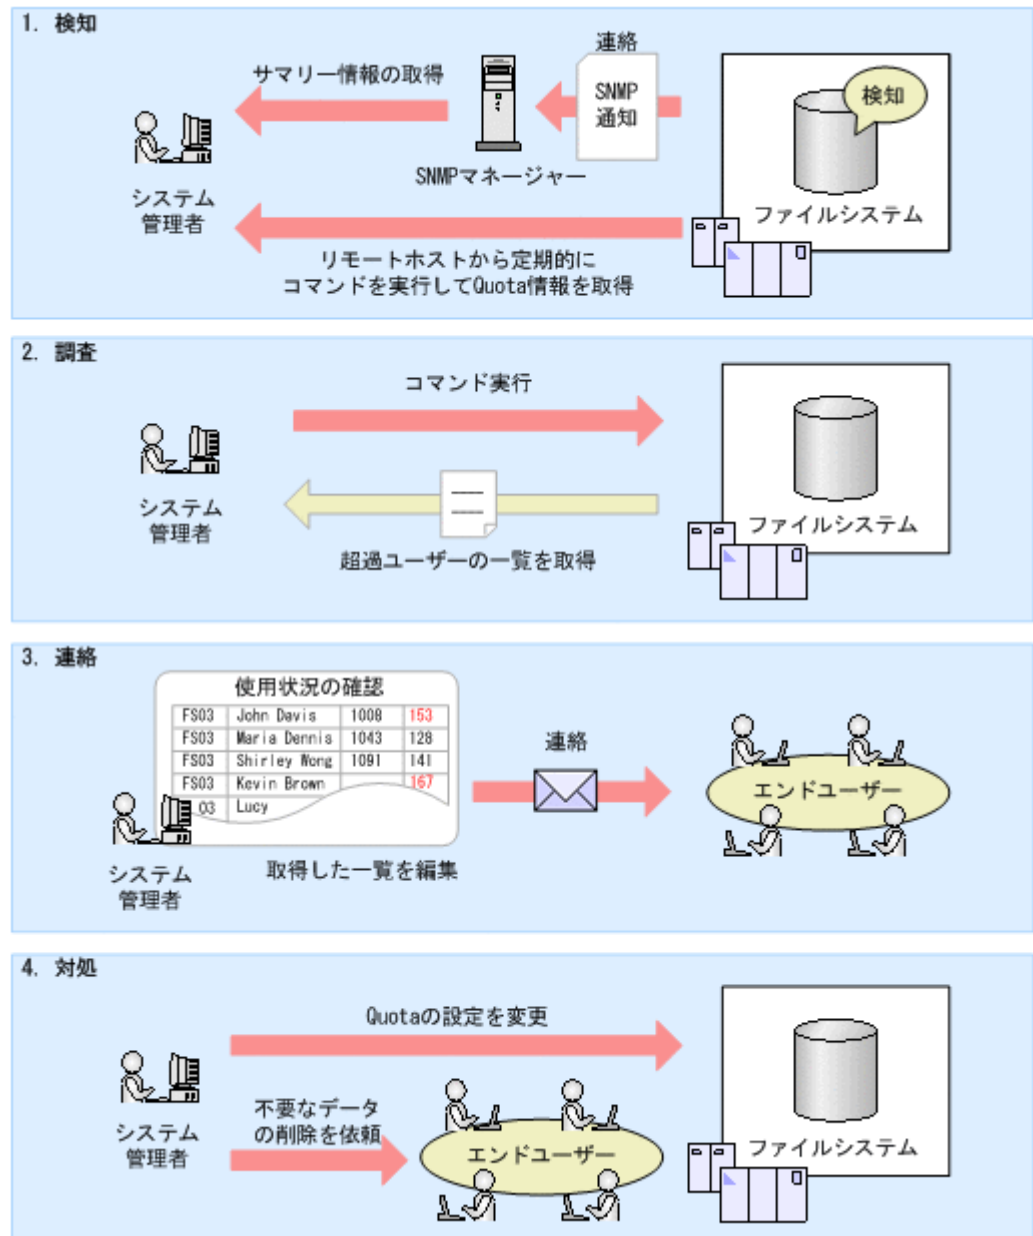 1. 検知
連絡
サマリー情報の取得
SNMP
通知
検知
SNMPマネージャー
システム
管理者
ファイルシステム
リモートホストから定期的に
コマンドを実行してQuota情報を取得
2. 調査
コマンド実行
システム
管理者
ファイルシステム
超過ユーザーの一覧を取得
3. 連絡
使用状況の確認
FS03 John Davis 1008 153
FS03 Maria Dennis 1043 128
FS03 Shirley Wong 1091 141
FS03 Kevin Brown 167
03 Lucy
連絡
エンドユーザー
取得した一覧を編集
システム
管理者
4. 対処
Quotaの設定を変更
システム
管理者
不要なデータ
の削除を依頼
エンドユーザー
ファイルシステム